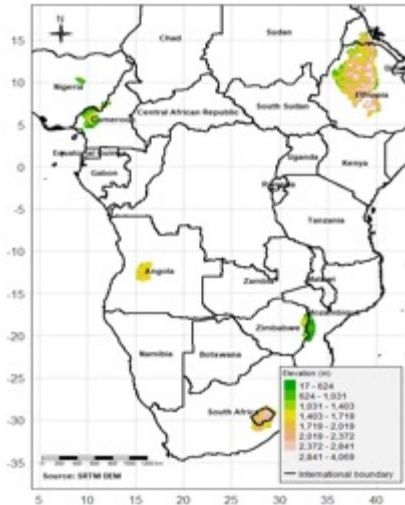 N
Chad
Sudan
Nigeria
Ethiopia
Cameroon
Central African Republic
South Sudan
Gabon
Uganda
Kenya
Tanzania
Angola
Zambia
Zimbabwe
Namibia
Botswana
South Africa
15
10
5
0
-5
-10
-15
-20
-25
-30
-35
Elevation (m)
17 - 624
624 - 1,031
1,031 - 1,403
1,403 - 1,719
1,719 - 2,019
2,019 - 2,372
2,372 - 2,841
2,841 - 4,069
International boundary
Source: SRTM DEM
5
10
15
20
25
30
35
40